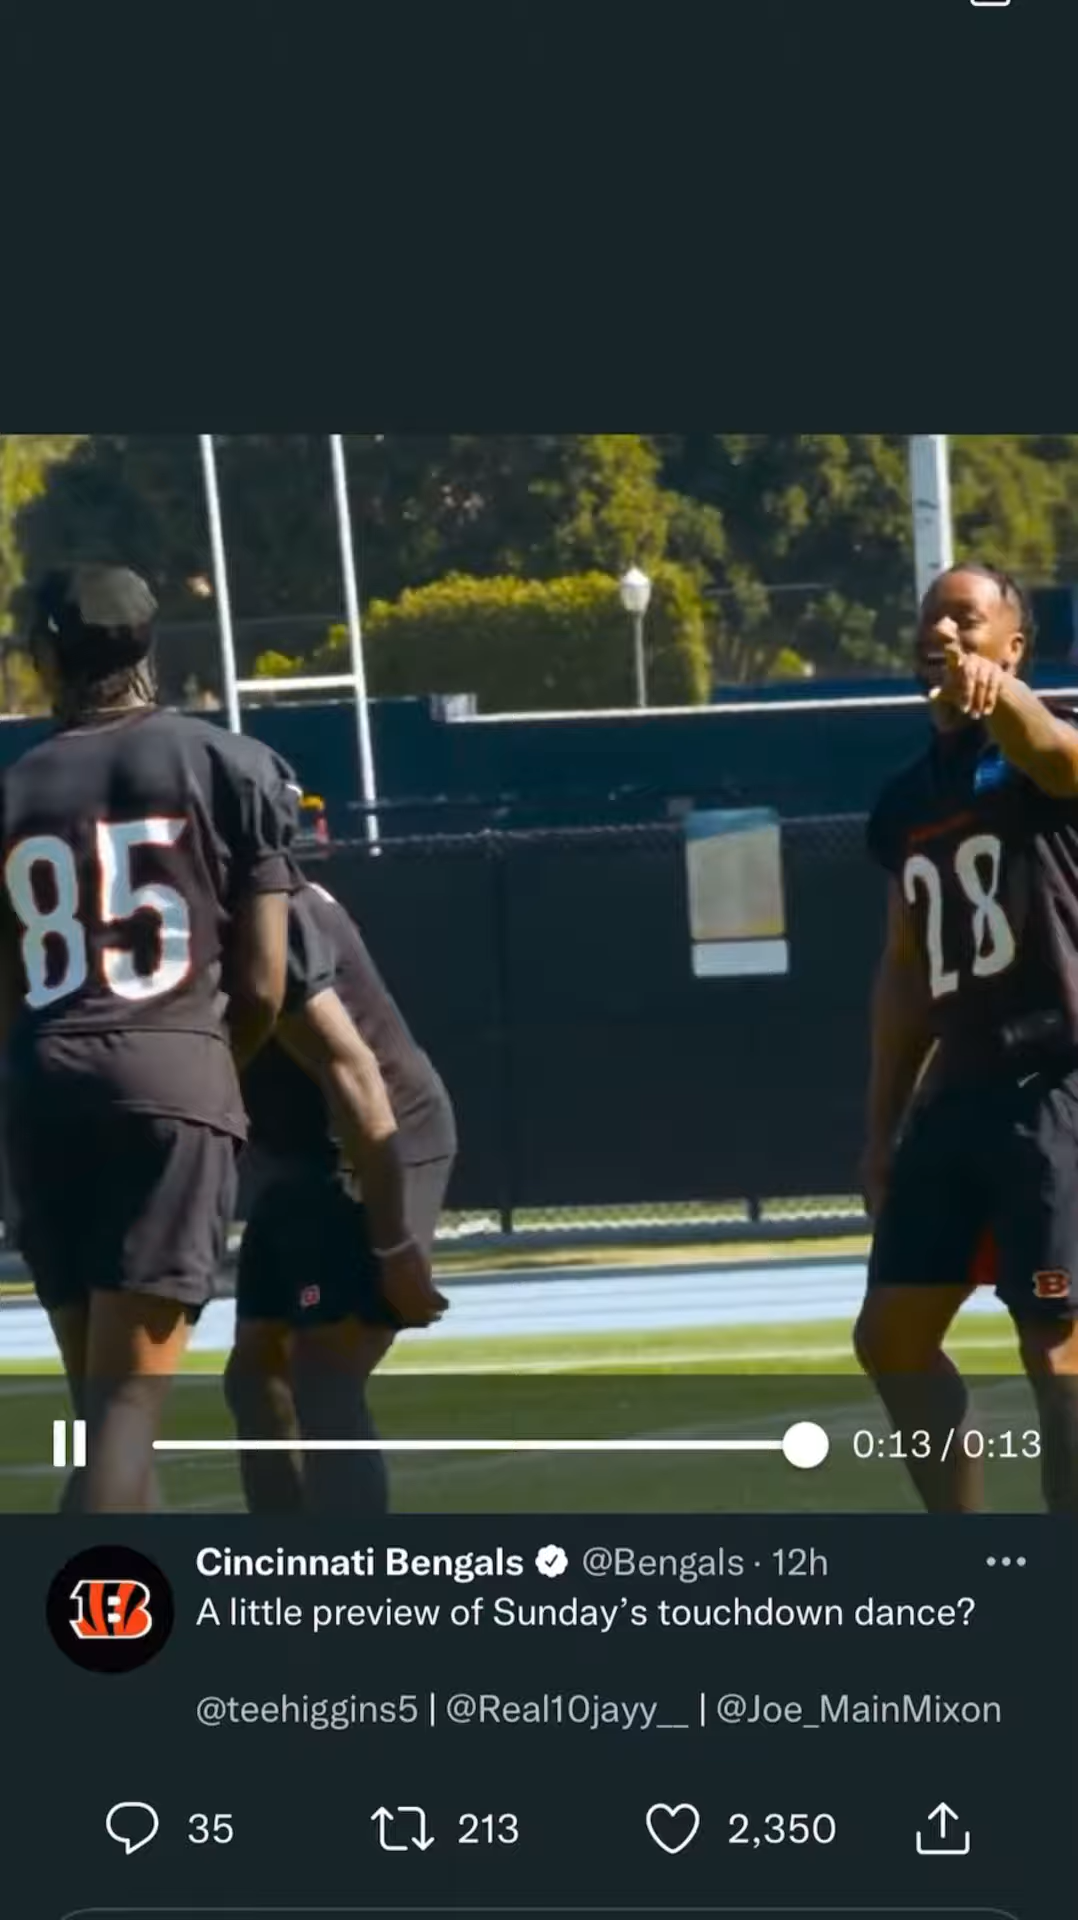 85
28
0:13 / 0:13
Cincinnati Bengals @Bengals · 12h
A little preview of Sunday’s touchdown dance?
@teehiggins5 | @Real10jayy__ | @Joe_MainMixon
35 213 2,350